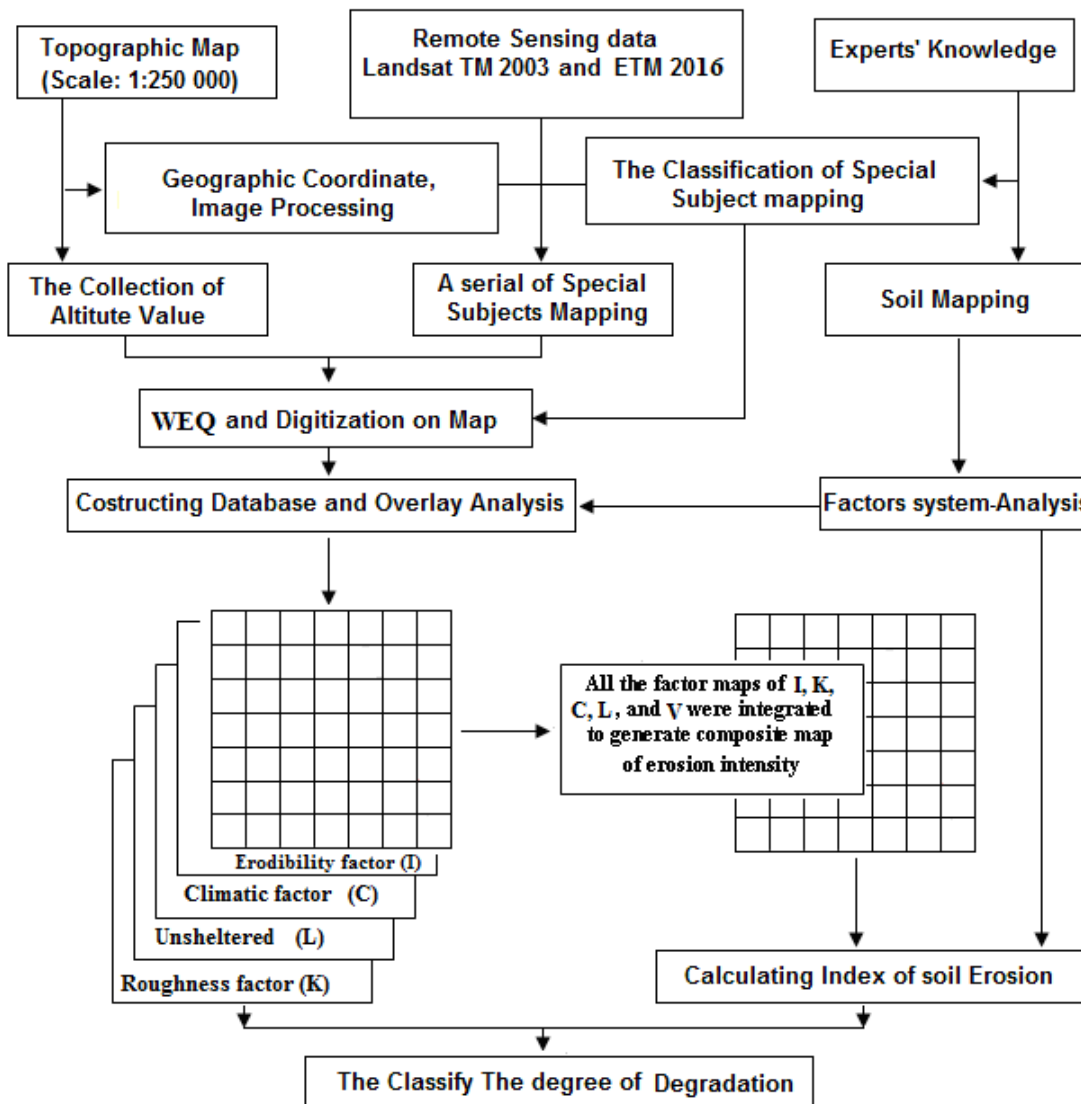 Topographic Map
(Scale: 1:250 000)
Remote Sensing data
Landsat TM 2003 and ETM 2016
Experts' Knowledge
Geographic Coordinate,
Image Processing
The Classification of Special
Subject mapping
The Collection of
Altitute Value
A serial of Special
Subjects Mapping
Soil Mapping
WEQ and Digitization on Map
Costructing Database and Overlay Analysis
Factors system-Analysis
All the factor maps of I, K,
C, L, and V were integrated
to generate composite map
of erosion intensity
Erodibility factor (I)
Climatic factor (C)
Unsheltered (L)
Roughness factor (K)
Calculating Index of soil Erosion
The Classify The degree of Degradation